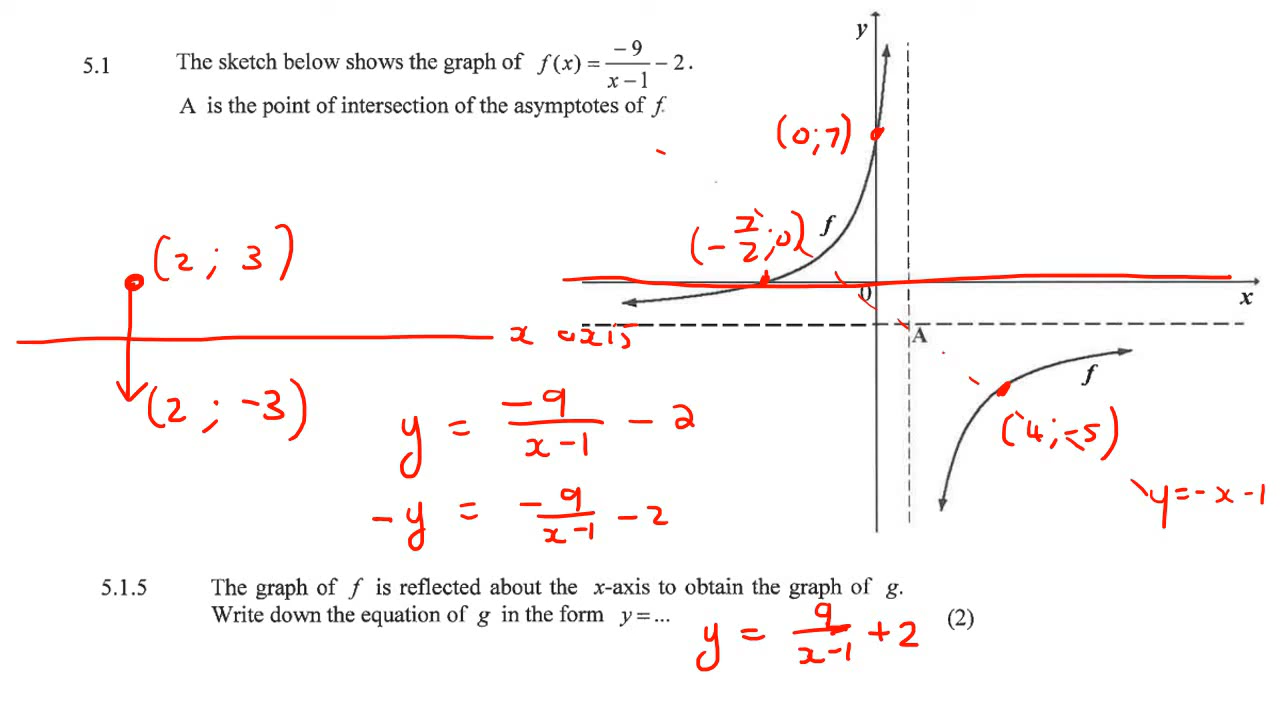 5.1 The sketch below shows the graph of f(x) = -9/(x-1) - 2.
A is the point of intersection of the asymptotes of f.
y
(0;7)
(-7/2;0)
f
(2; 3)
0
x
x axis
A
(2; -3)
f
y = -9/(x-1) - 2
(4;-5)
y=-x-1
-y = -9/(x-1) - 2
5.1.5 The graph of f is reflected about the x-axis to obtain the graph of g.
Write down the equation of g in the form y=... (2)
y = 9/(x-1) + 2